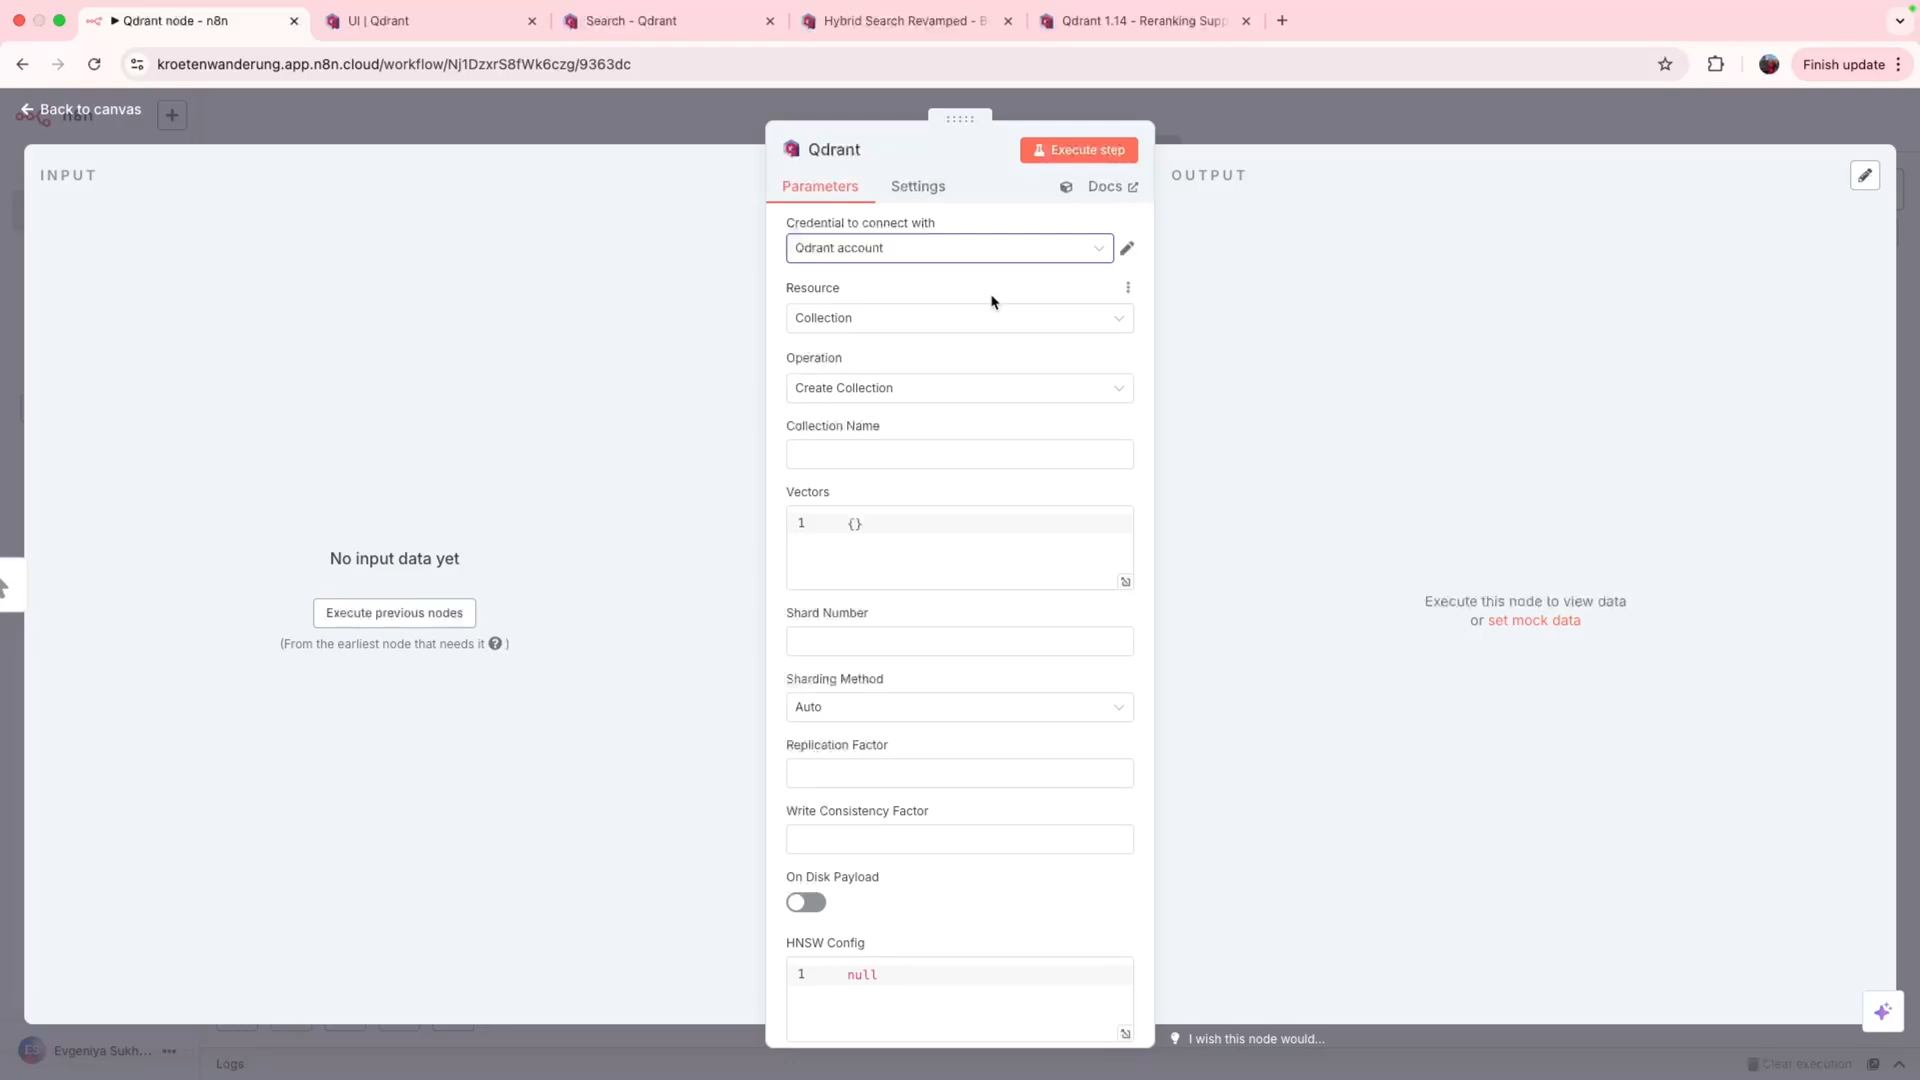 ▶ Qdrant node - n8n
UI | Qdrant
Search - Qdrant
Hybrid Search Revamped - B
Qdrant 1.14 - Reranking Supp
kroetenwanderung.app.n8n.cloud/workflow/Nj1DzxrS8fWk6czg/9363dc
Finish update
Back to canvas
n8n
INPUT
Qdrant
Execute step
OUTPUT
Parameters
Settings
Docs
Credential to connect with
Qdrant account
Resource
Collection
Operation
Create Collection
Collection Name
Vectors
1 {}
No input data yet
Execute previous nodes
(From the earliest node that needs it ? )
Execute this node to view data
or set mock data
Shard Number
Sharding Method
Auto
Replication Factor
Write Consistency Factor
On Disk Payload
HNSW Config
1 null
I wish this node would...
ES
Evgeniya Sukh...
Logs
Clear execution